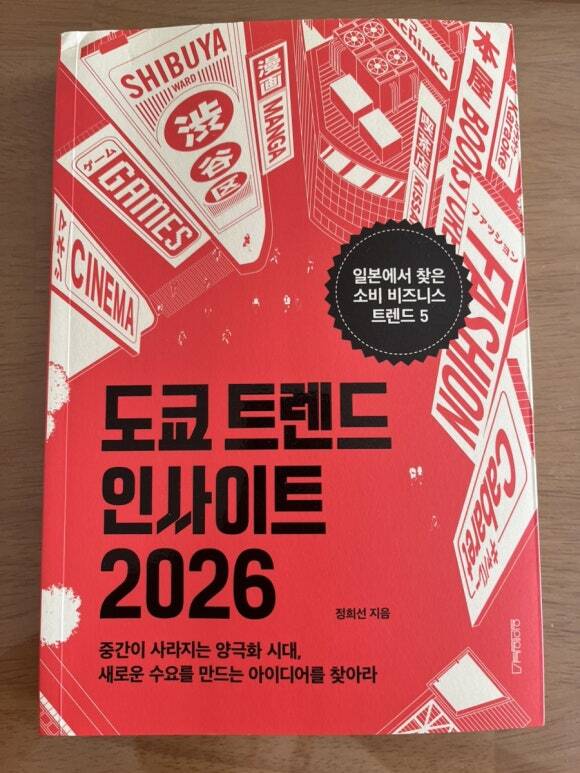 SHIBUYA
WARD
渋
谷
区
漫画 MANGA
GAMES
CINEMA
シネマ
本屋 BOOKSTORE
Karaoke
喫茶店
ファッション
FASHION
Cabaret
일본에서 찾은
소비 비즈니스
트렌드 5
도쿄 트렌드
인사이트
2026
정희선 지음
중간이 사라지는 양극화 시대,
새로운 수요를 만드는 아이디어를 찾아라